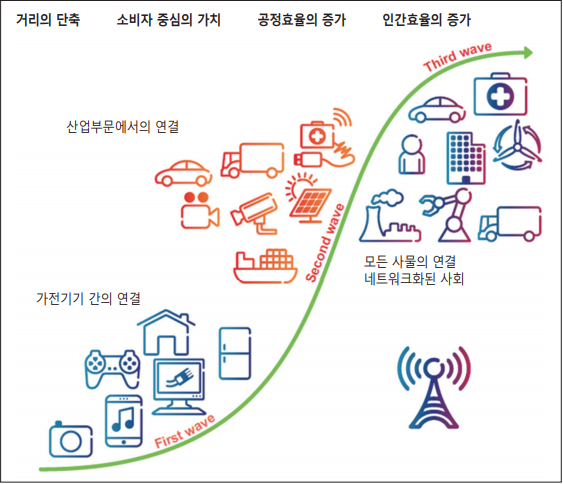 거리의 단축
소비자 중심의 가치
공정효율의 증가
인간효율의 증가
Third wave
산업부문에서의 연결
Second wave
모든 사물의 연결
네트워크화된 사회
가전기기 간의 연결
First wave